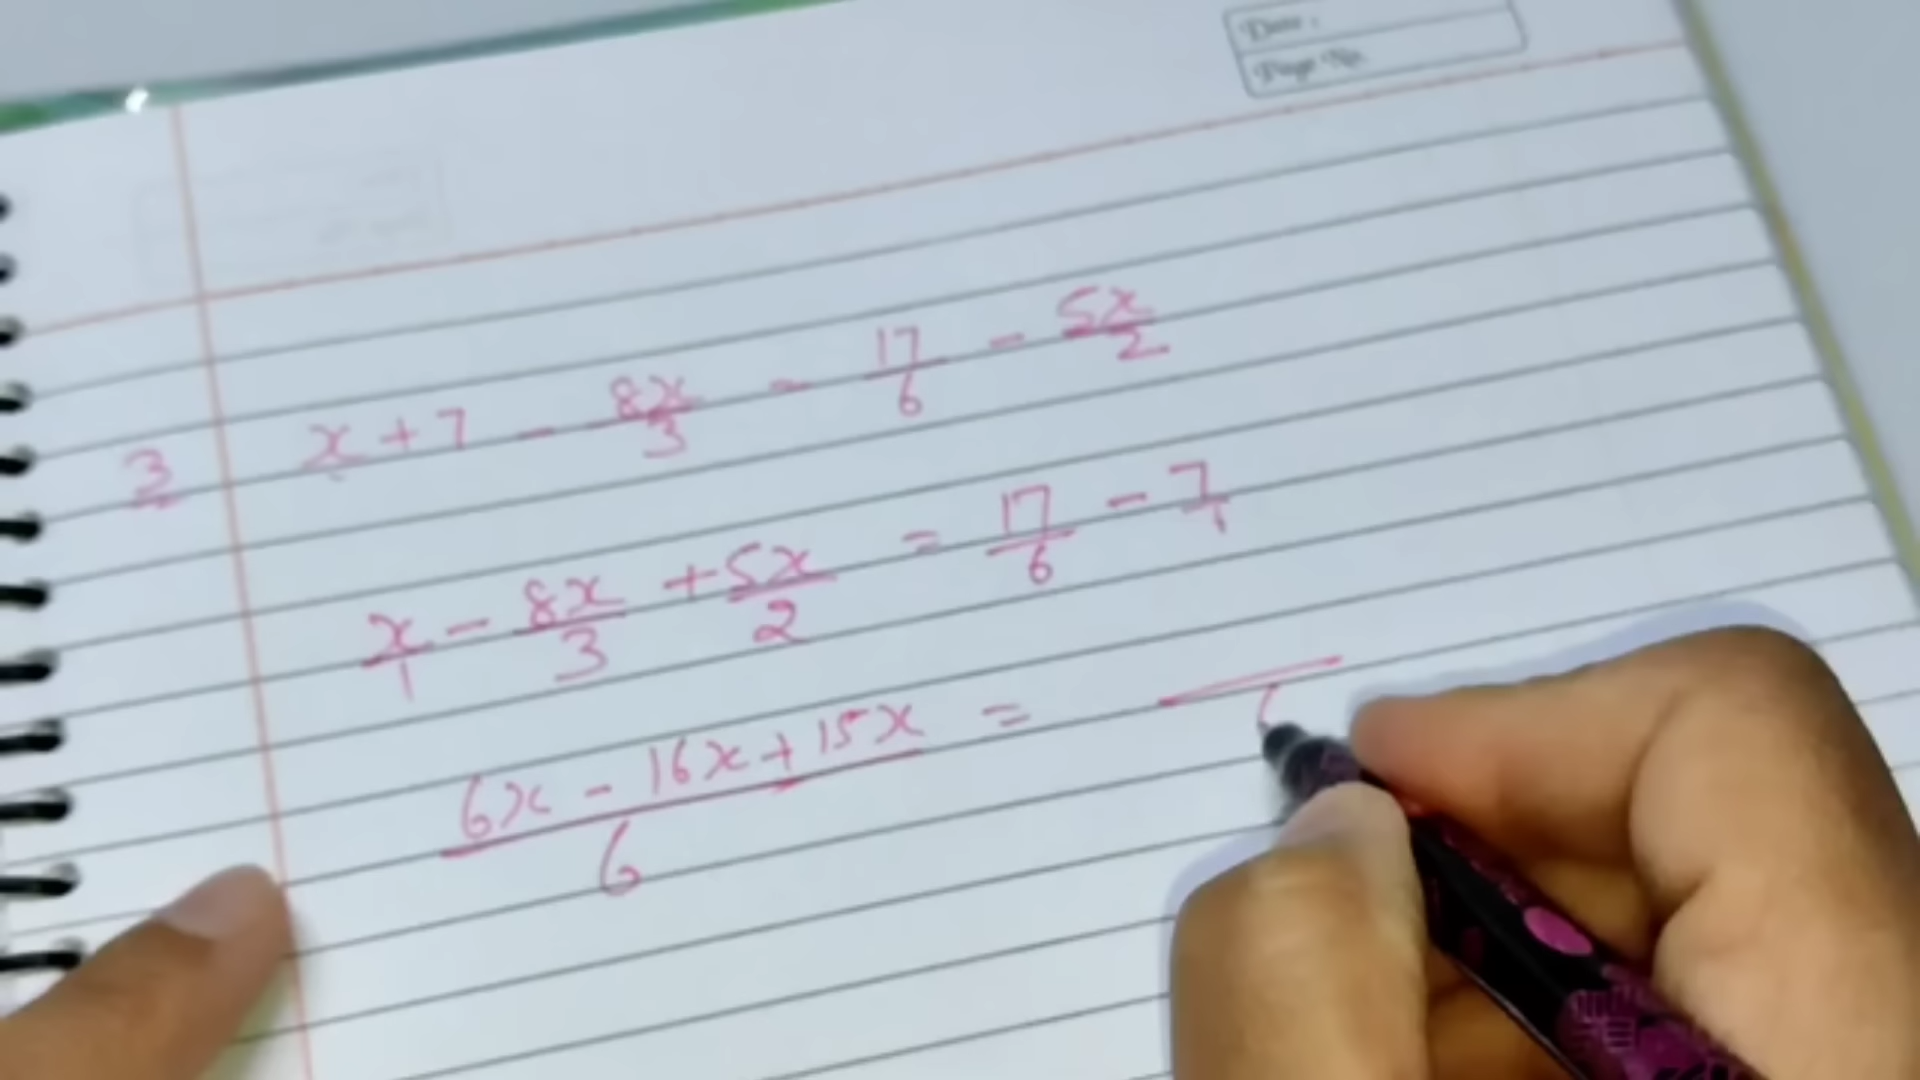 Date :
Page No.
3 x + 7 - 8x/3 = 17/6 - 5x/2
x/1 - 8x/3 + 5x/2 = 17/6 - 7/1
6x - 16x + 15x / 6 =